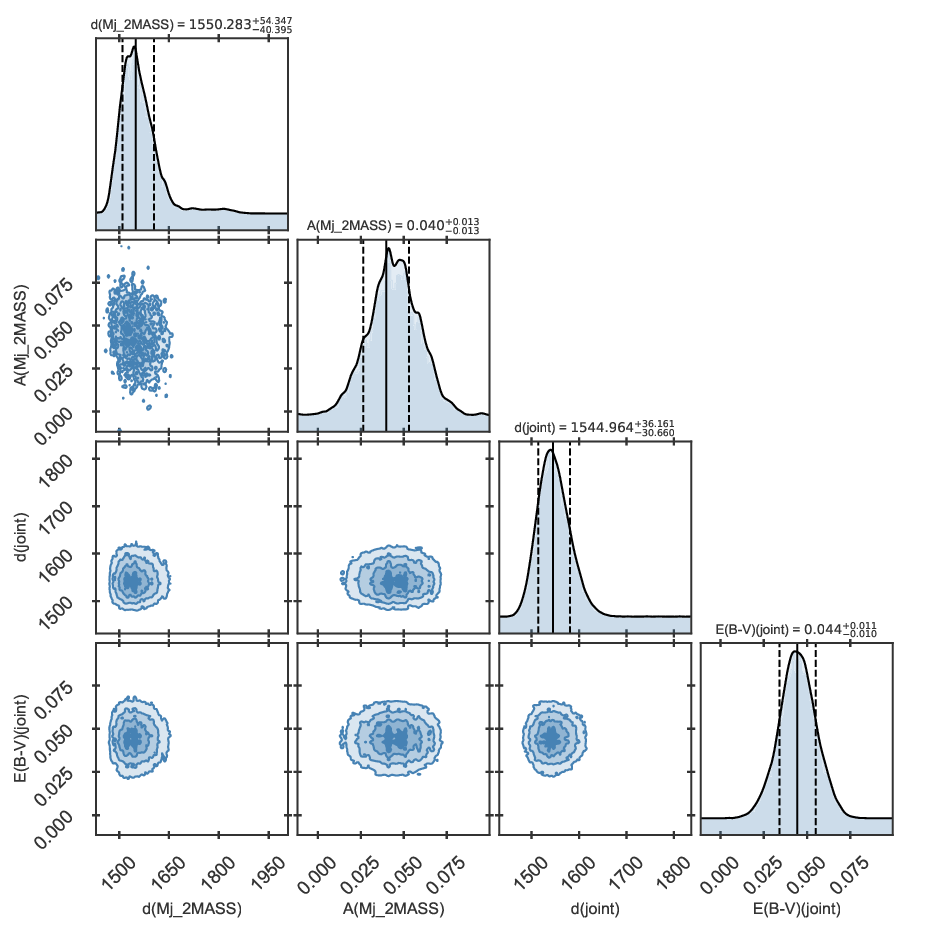 d(Mj_2MASS) = 1550.283+54.347−40.395
A(Mj_2MASS) = 0.040+0.013−0.013
0.075
0.050
0.025
0.000
A(Mj_2MASS)
d(joint) = 1544.964+36.161−30.660
1800
1700
1600
1500
d(joint)
E(B-V)(joint) = 0.044+0.011−0.010
0.075
0.050
0.025
0.000
E(B-V)(joint)
1500 1650 1800 1950
0.000 0.025 0.050 0.075
1500 1600 1700 1800
0.000 0.025 0.050 0.075
d(Mj_2MASS) A(Mj_2MASS) d(joint) E(B-V)(joint)